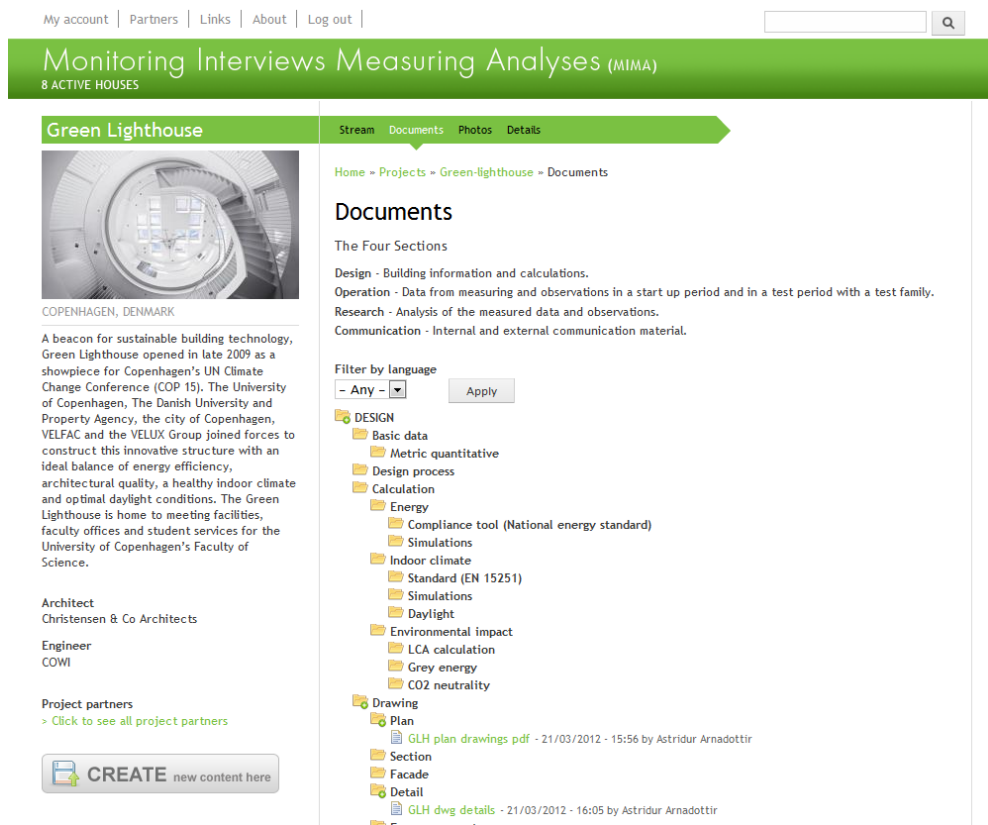 My account | Partners | Links | About | Log out |
Monitoring Interviews Measuring Analyses (MIMA)
8 ACTIVE HOUSES
Green Lighthouse
COPENHAGEN, DENMARK
A beacon for sustainable building technology,
Green Lighthouse opened in late 2009 as a
showpiece for Copenhagen's UN Climate
Change Conference (COP 15). The University
of Copenhagen, The Danish University and
Property Agency, the city of Copenhagen,
VELFAC and the VELUX Group joined forces to
construct this innovative structure with an
ideal balance of energy efficiency,
architectural quality, a healthy indoor climate
and optimal daylight conditions. The Green
Lighthouse is home to meeting facilities,
faculty offices and student services for the
University of Copenhagen's Faculty of
Science.
Architect
Christensen & Co Architects
Engineer
COWI
Project partners
> Click to see all project partners
CREATE new content here
Stream Documents Photos Details
Home » Projects » Green-lighthouse » Documents
Documents
The Four Sections
Design - Building information and calculations.
Operation - Data from measuring and observations in a start up period and in a test period with a test family.
Research - Analysis of the measured data and observations.
Communication - Internal and external communication material.
Filter by language
- Any - Apply
DESIGN
Basic data
Metric quantitative
Design process
Calculation
Energy
Compliance tool (National energy standard)
Simulations
Indoor climate
Standard (EN 15251)
Simulations
Daylight
Environmental impact
LCA calculation
Grey energy
CO2 neutrality
Drawing
Plan
GLH plan drawings pdf - 21/03/2012 - 15:56 by Astridur Arnadottir
Section
Facade
Detail
GLH dwg details - 21/03/2012 - 16:05 by Astridur Arnadottir